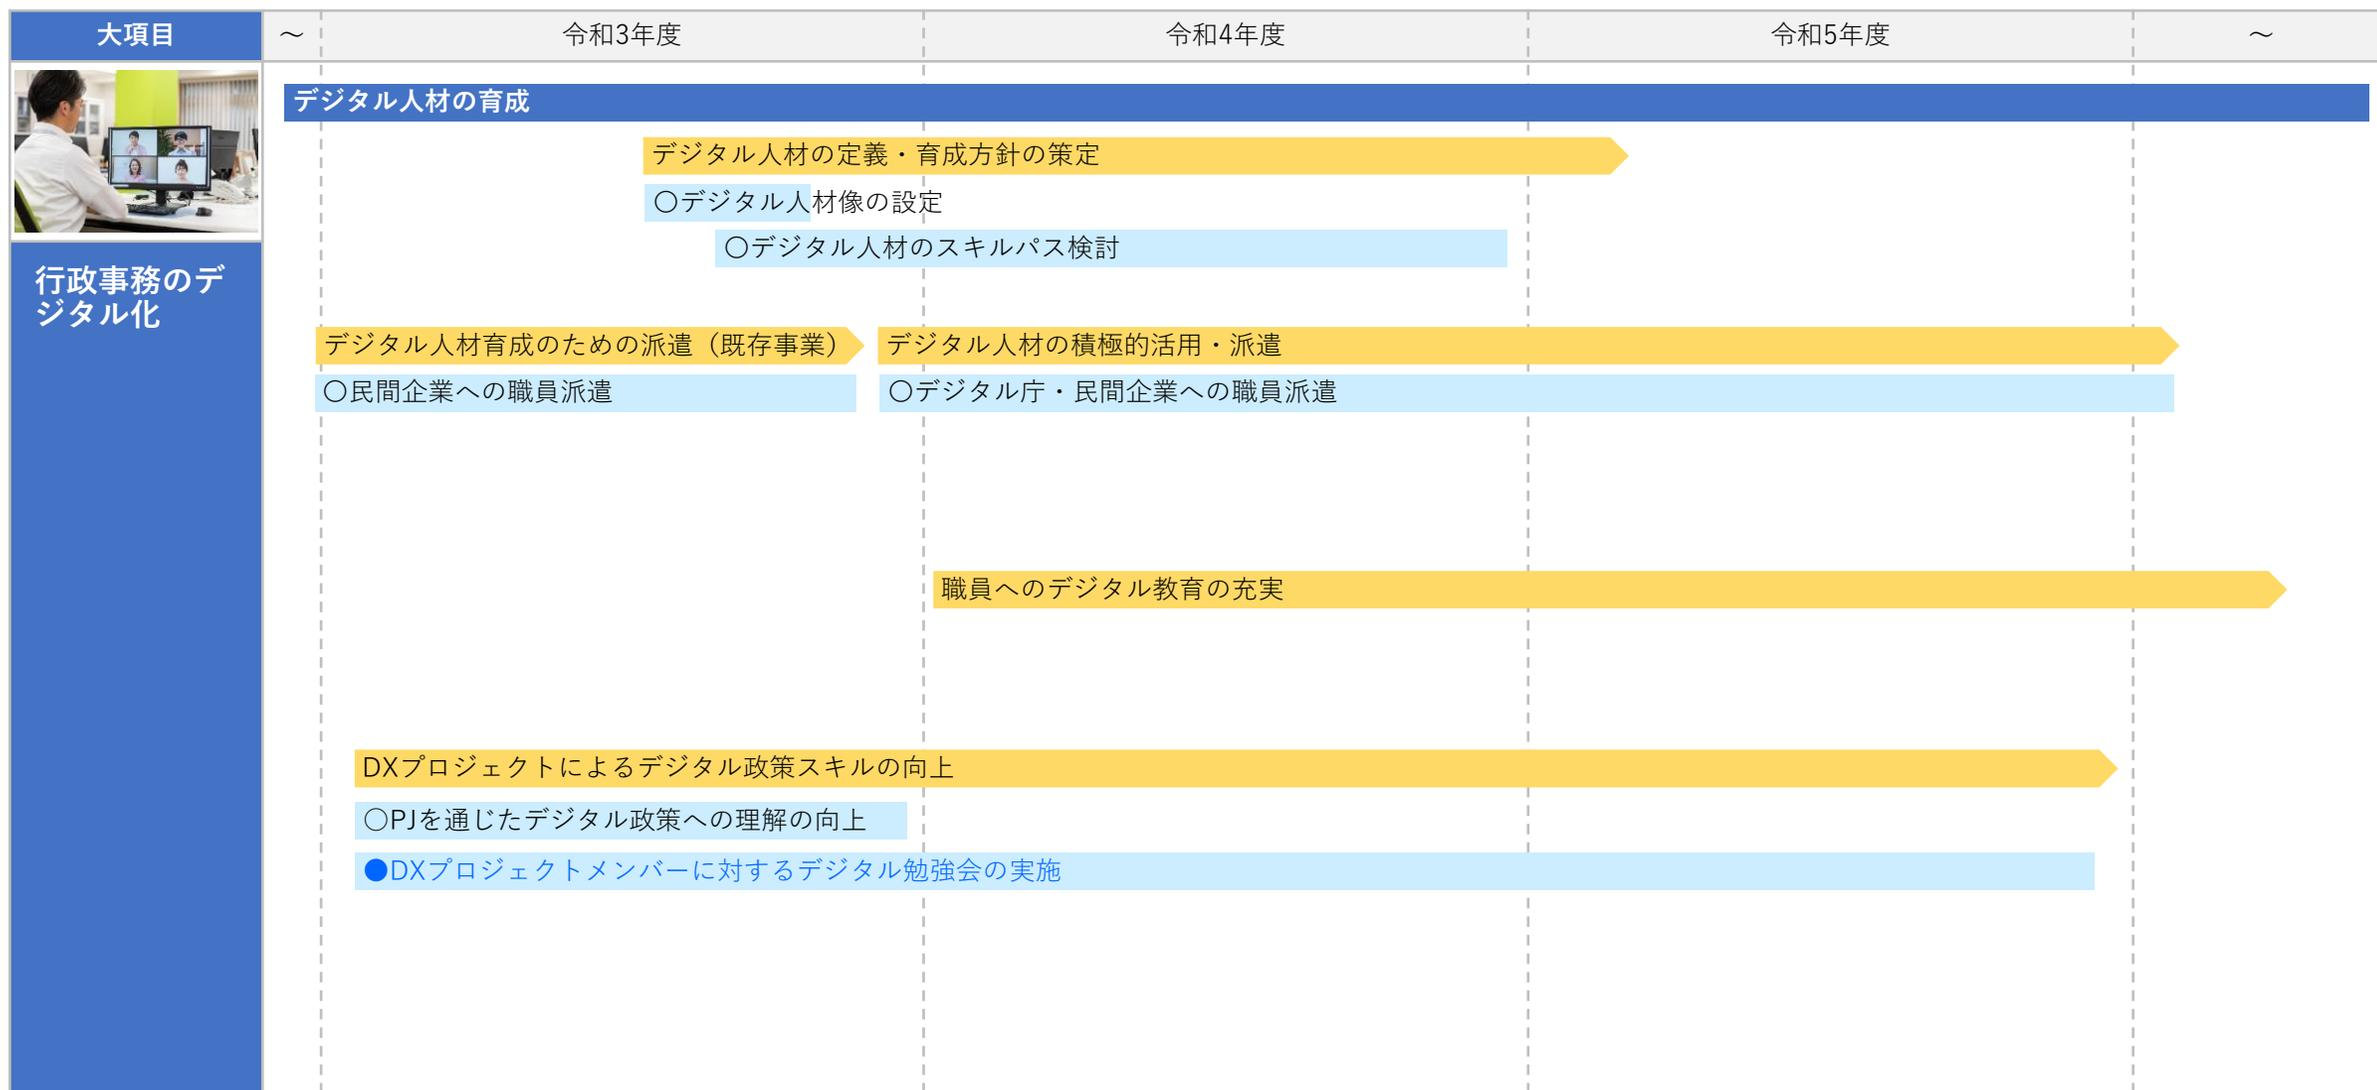 大項目
～
令和3年度
令和4年度
令和5年度
～
行政事務のデ
ジタル化
デジタル人材の育成
デジタル人材の定義・育成方針の策定
○デジタル人材像の設定
○デジタル人材のスキルパス検討
デジタル人材育成のための派遣（既存事業）
デジタル人材の積極的活用・派遣
○民間企業への職員派遣
○デジタル庁・民間企業への職員派遣
職員へのデジタル教育の充実
DXプロジェクトによるデジタル政策スキルの向上
○PJを通じたデジタル政策への理解の向上
●DXプロジェクトメンバーに対するデジタル勉強会の実施